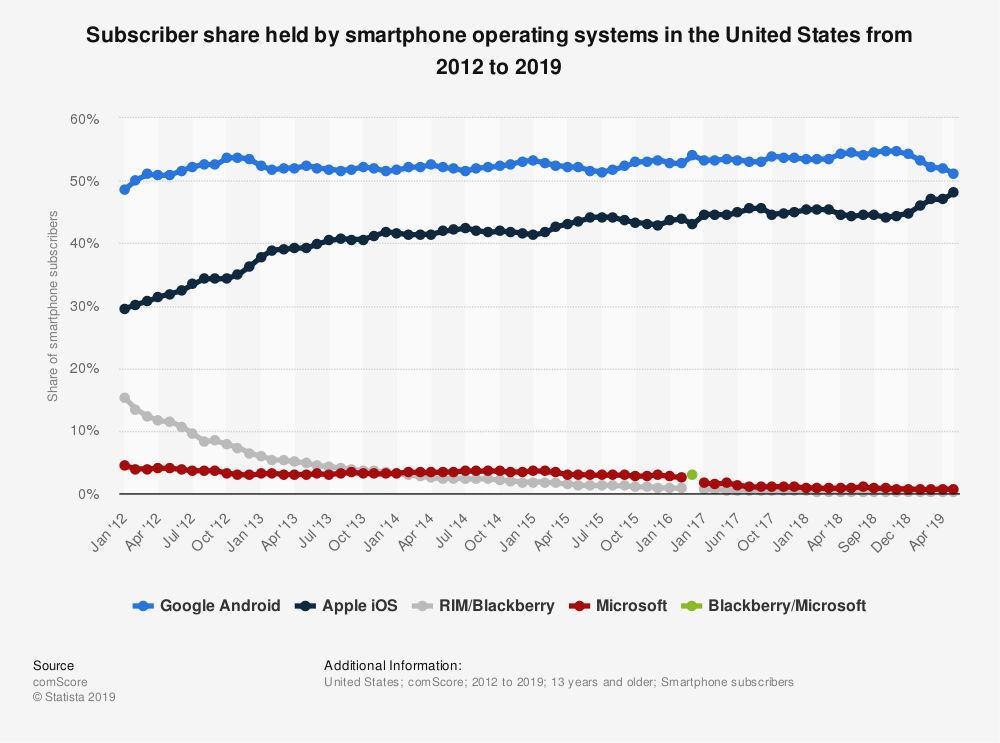 Subscriber share held by smartphone operating systems in the United States from
2012 to 2019
Share of smartphone subscribers
60%
50%
40%
30%
20%
10%
0%
Jan '12
Apr '12
Jul '12
Oct '12
Jan '13
Apr '13
Jul '13
Oct '13
Jan '14
Apr '14
Jul '14
Oct '14
Jan '15
Apr '15
Jul '15
Oct '15
Jan '16
Jan '17
Jun '17
Oct '17
Jan '18
Apr '18
Sep '18
Dec '18
Apr '19
Google Android Apple iOS RIM/Blackberry Microsoft Blackberry/Microsoft
Source
comScore
© Statista 2019
Additional Information:
United States; comScore; 2012 to 2019; 13 years and older; Smartphone subscribers